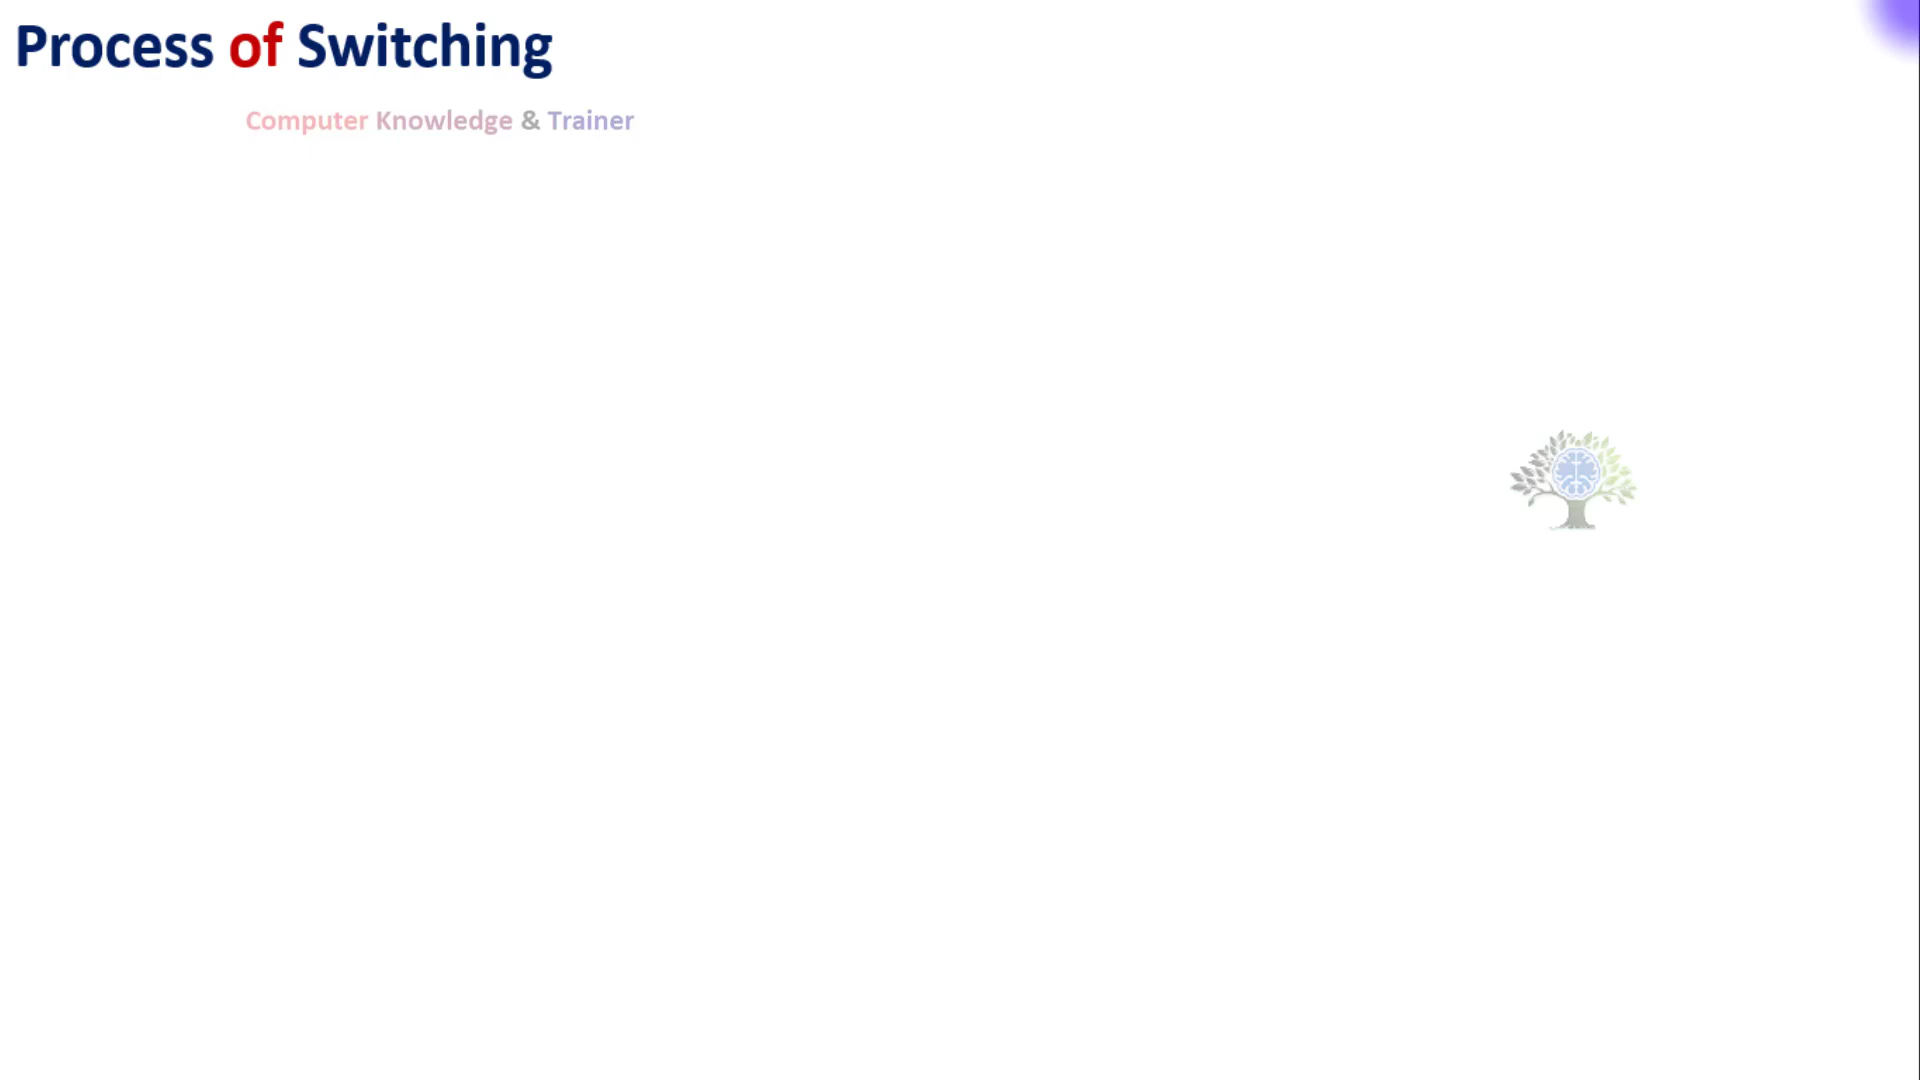 Process of Switching
Computer Knowledge & Trainer